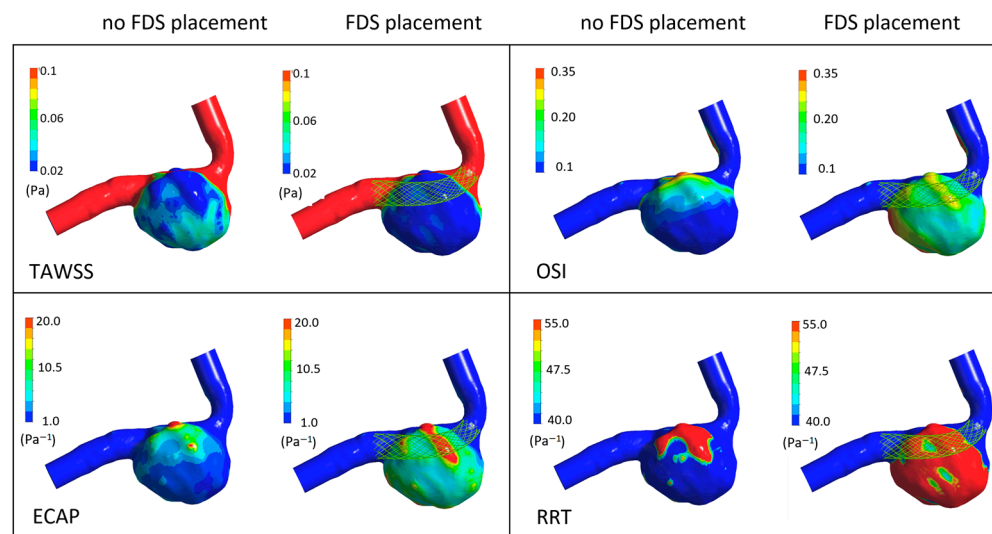 no FDS placement FDS placement no FDS placement FDS placement
0.1
0.06
0.02
(Pa)
0.1
0.06
0.02
(Pa)
TAWSS
0.35
0.20
0.1
0.35
0.20
0.1
OSI
20.0
10.5
1.0
(Pa⁻¹)
20.0
10.5
1.0
(Pa⁻¹)
ECAP
55.0
47.5
40.0
(Pa⁻¹)
55.0
47.5
40.0
(Pa⁻¹)
RRT